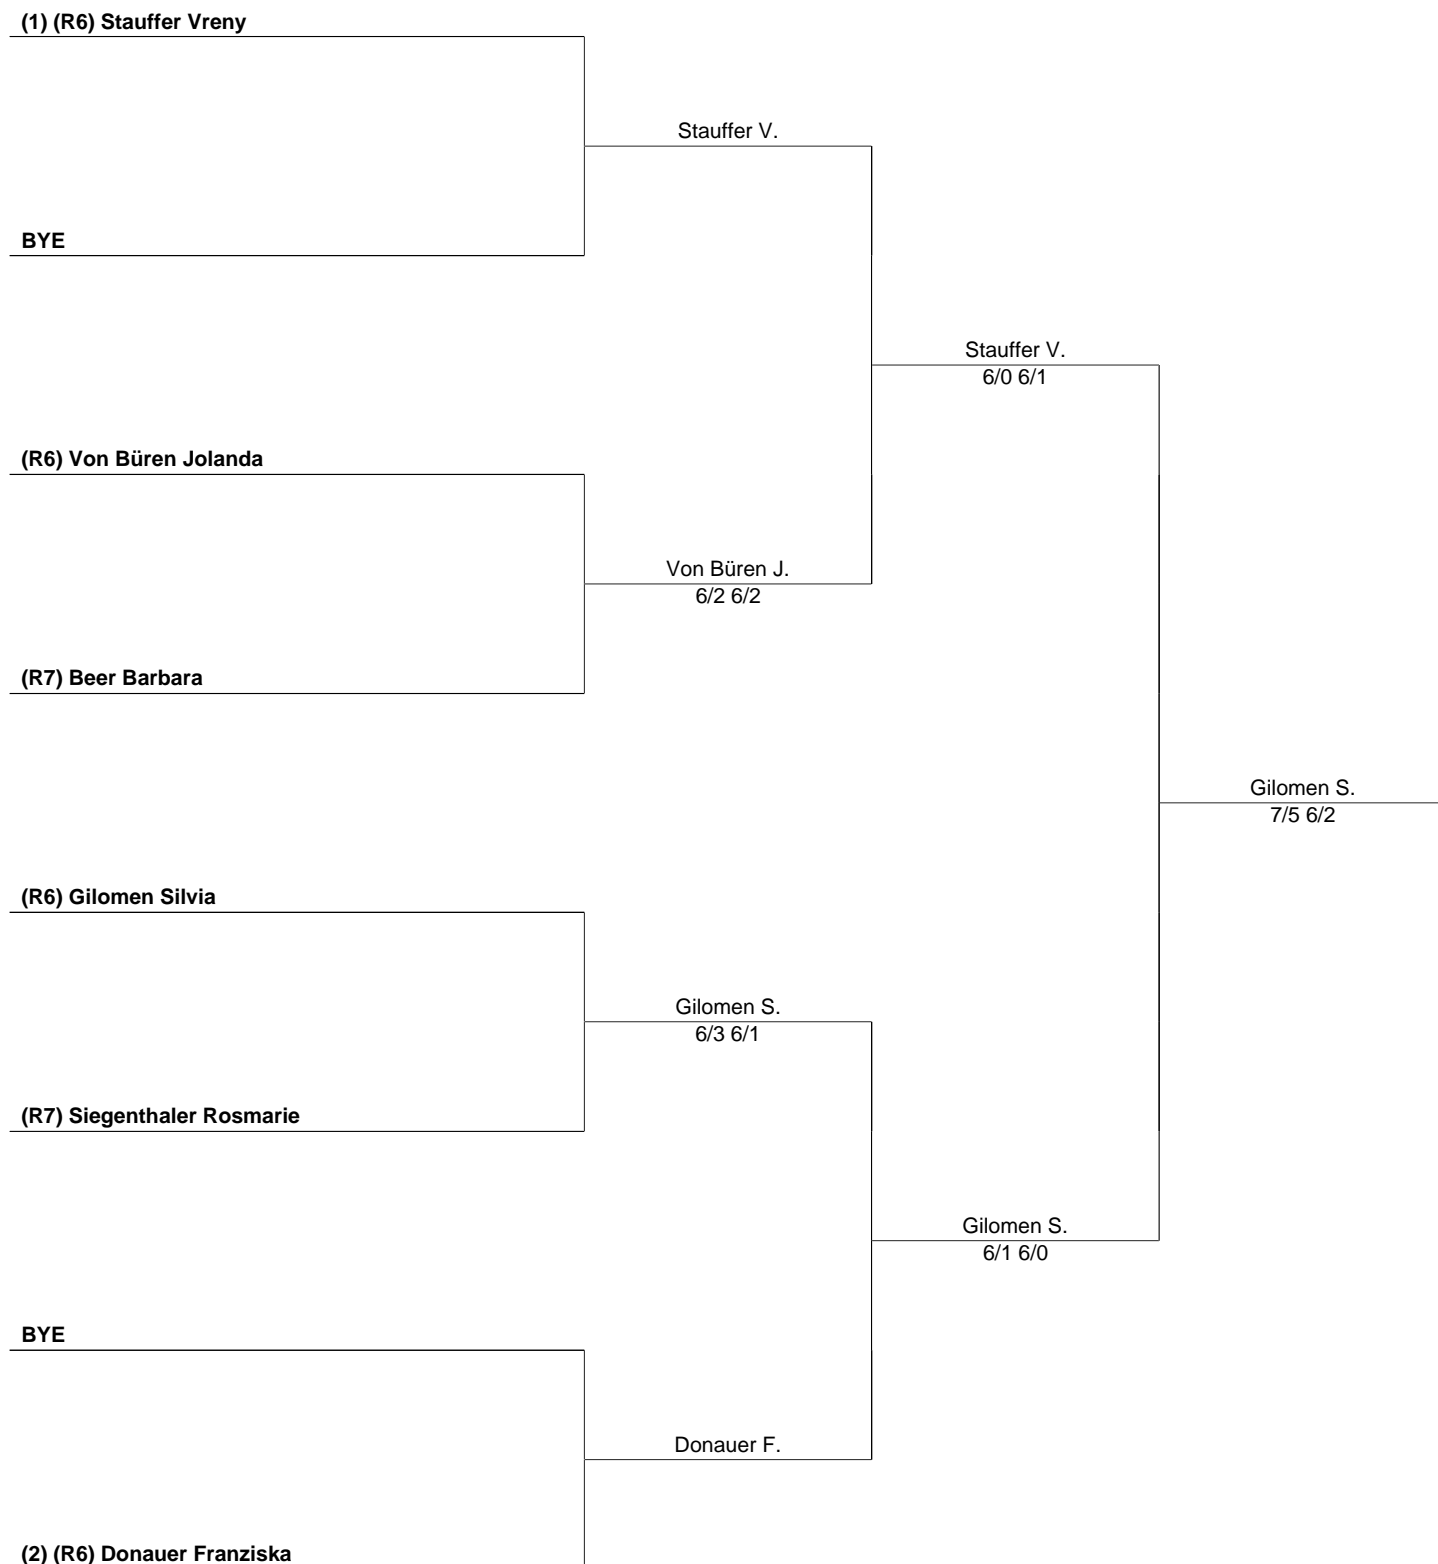 (1) (R6) Stauffer Vreny
Stauffer V.
BYE
Stauffer V.
6/0 6/1
(R6) Von Büren Jolanda
Von Büren J.
6/2 6/2
(R7) Beer Barbara
Gilomen S.
7/5 6/2
(R6) Gilomen Silvia
Gilomen S.
6/3 6/1
(R7) Siegenthaler Rosmarie
Gilomen S.
6/1 6/0
BYE
Donauer F.
(2) (R6) Donauer Franziska